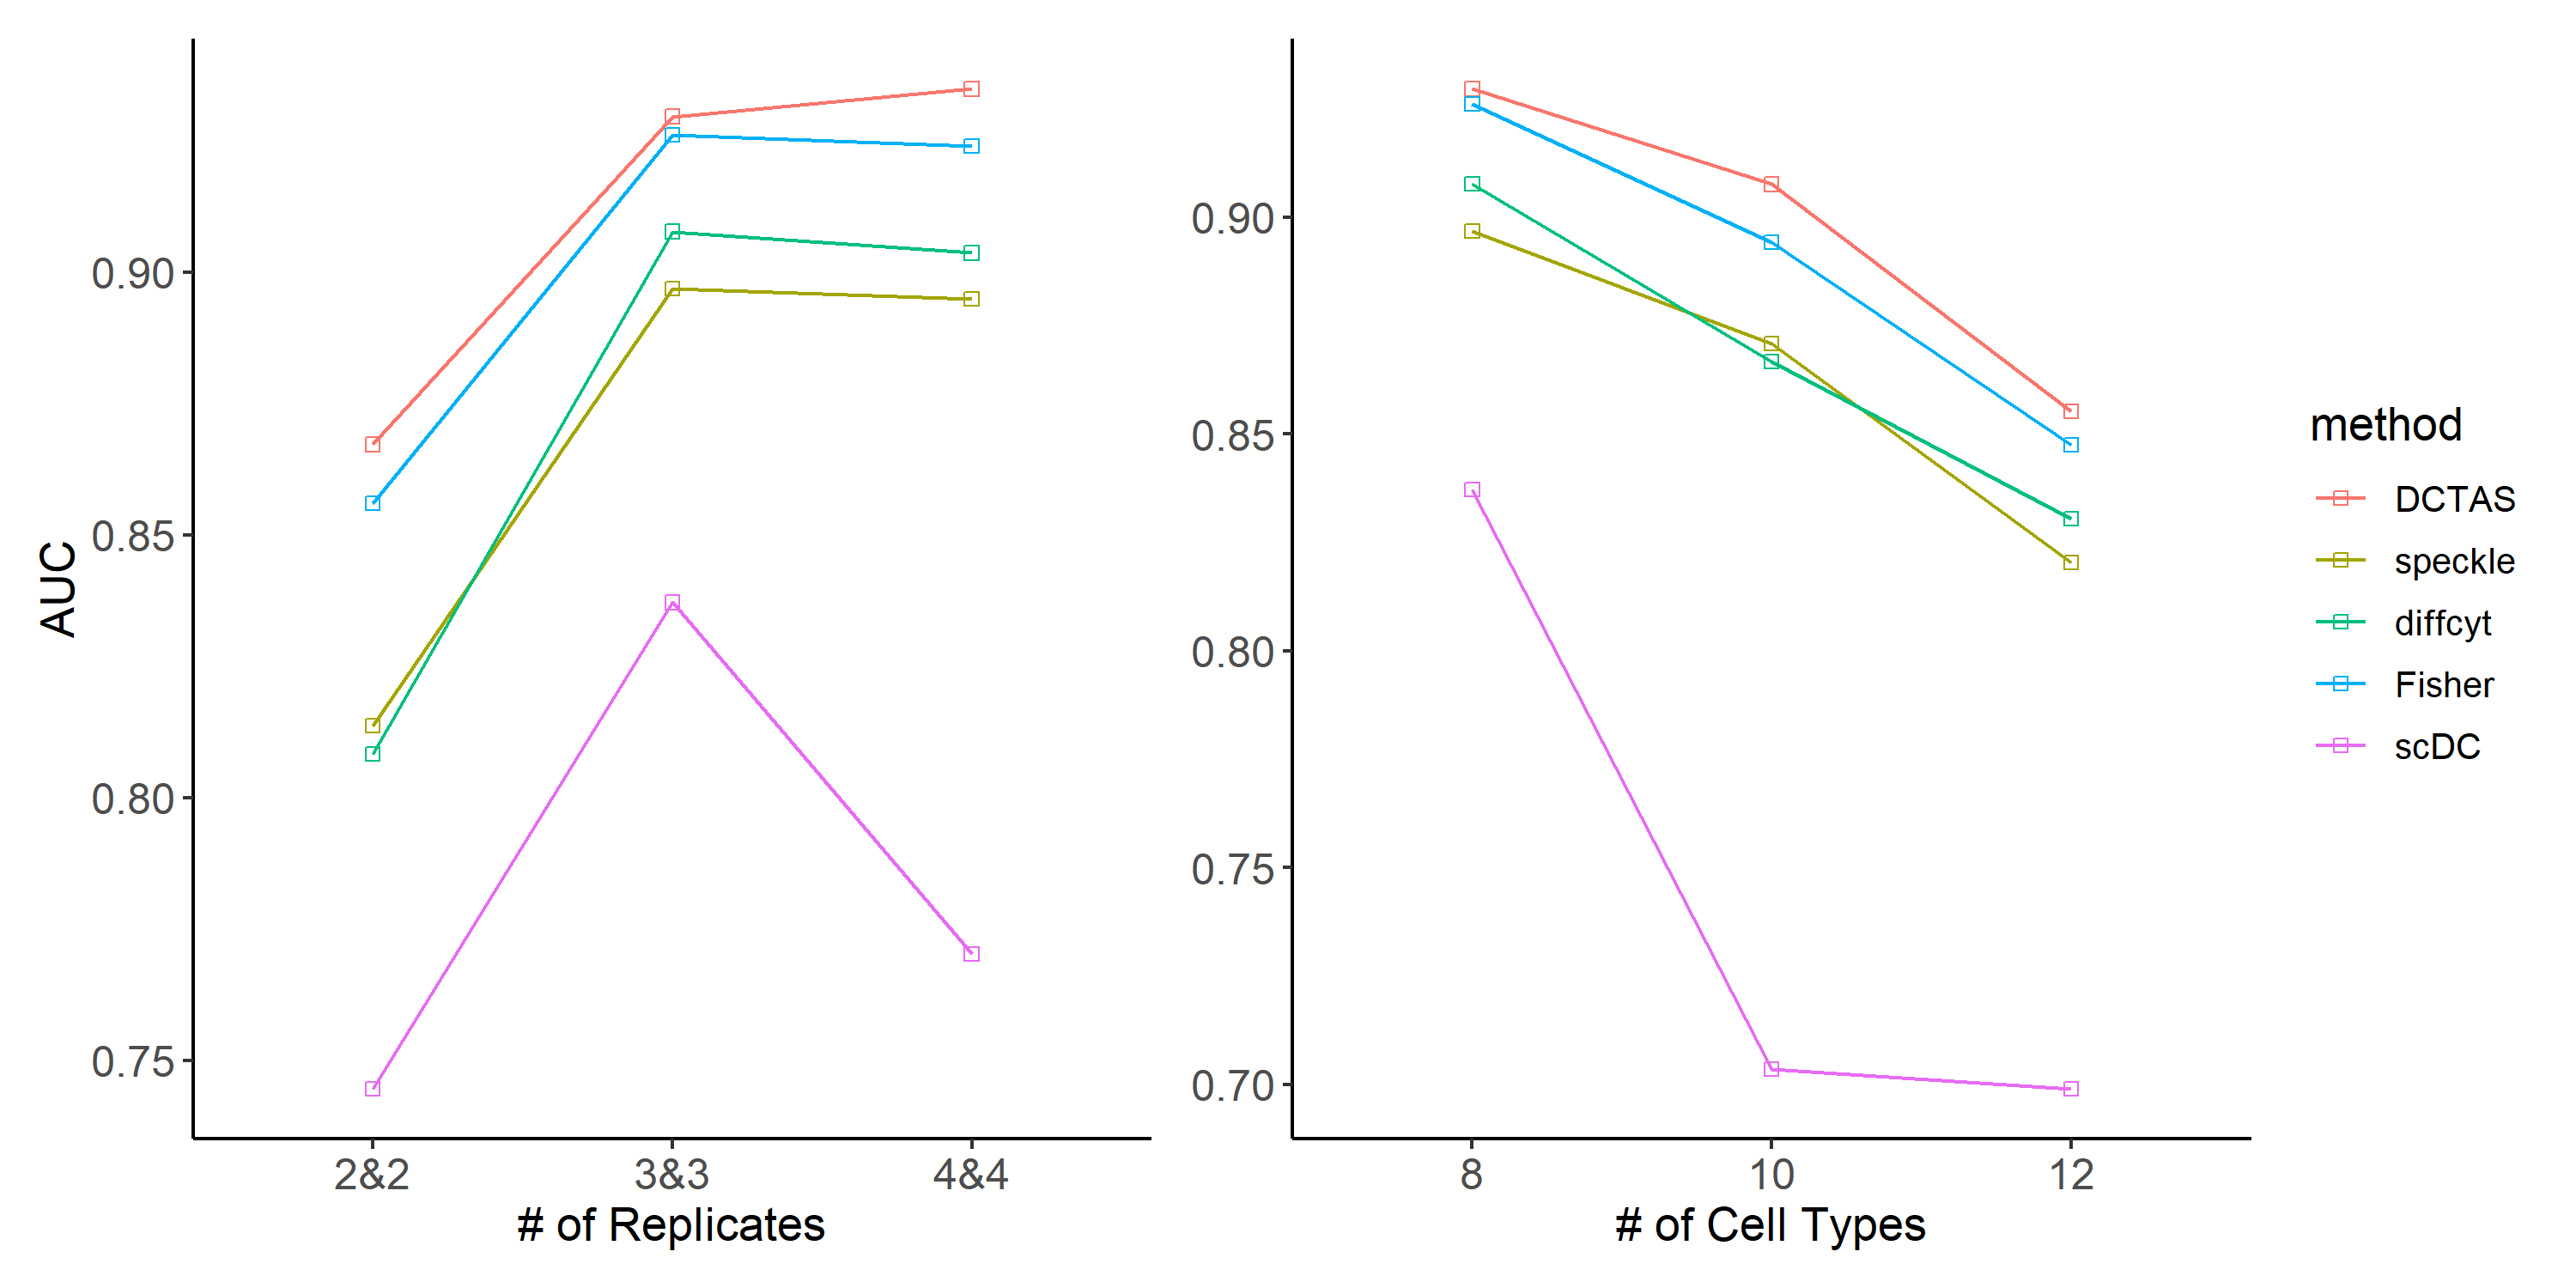 AUC
0.90
0.85
0.80
0.75
2&2 3&3 4&4
# of Replicates
0.90
0.85
0.80
0.75
0.70
8 10 12
# of Cell Types
method
DCTAS
speckle
diffcyt
Fisher
scDC